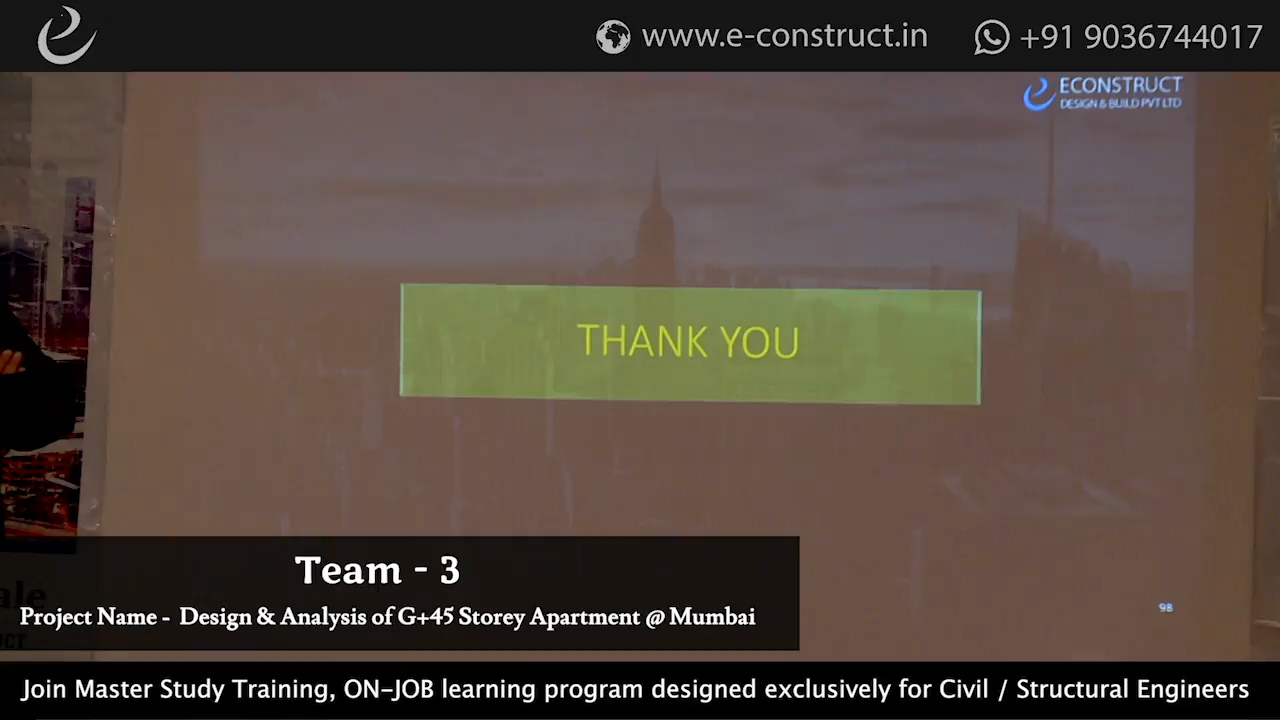 www.e-construct.in
+91 9036744017
ECONSTRUCT
DESIGN & BUILD PVT LTD
THANK YOU
Team - 3
Project Name - Design & Analysis of G+45 Storey Apartment @ Mumbai
98
Join Master Study Training, ON-JOB learning program designed exclusively for Civil / Structural Engineers